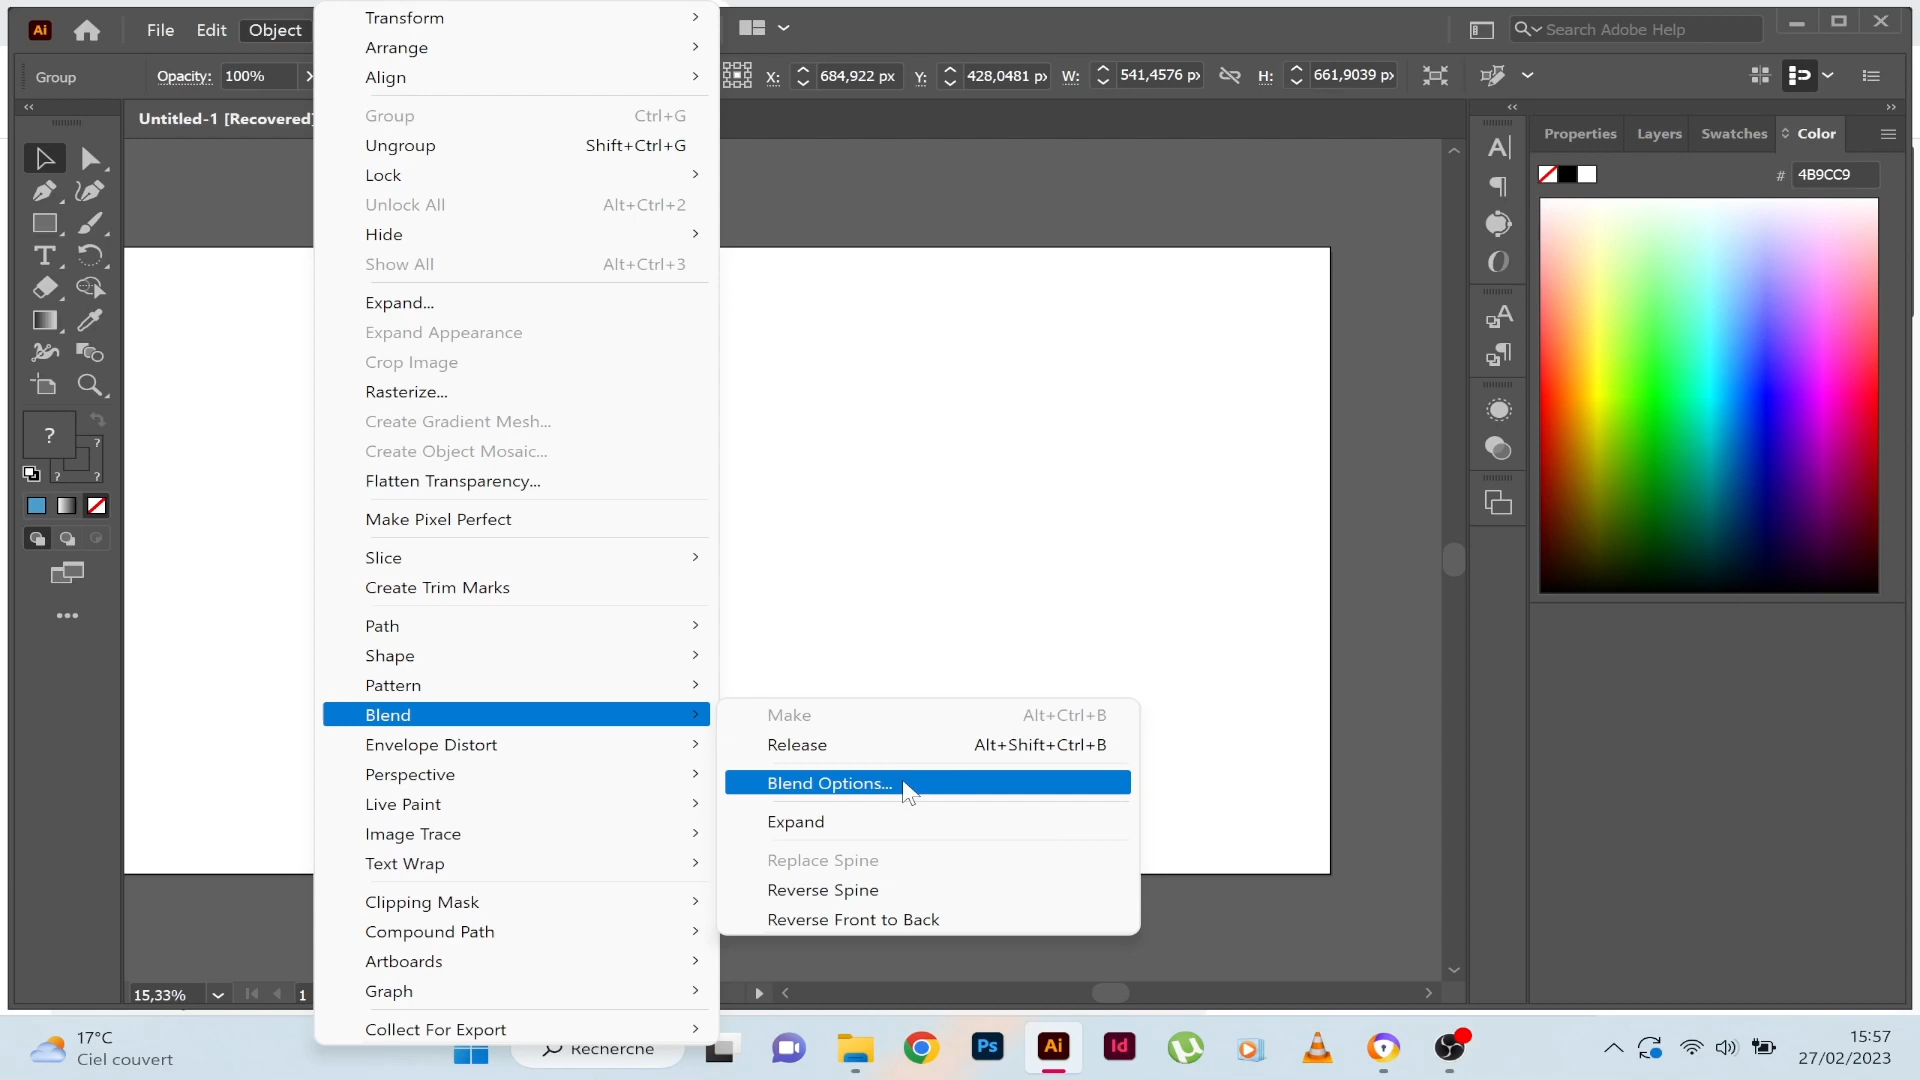 Ai File Edit Object Search Adobe Help
Group Opacity: 100% X: 684,922 px Y: 428,0481 px W: 541,4576 px H: 661,9039 px
Untitled-1 [Recovered]
Transform
Arrange
Align
Group Ctrl+G
Ungroup Shift+Ctrl+G
Lock
Unlock All Alt+Ctrl+2
Hide
Show All Alt+Ctrl+3
Expand...
Expand Appearance
Crop Image
Rasterize...
Create Gradient Mesh...
Create Object Mosaic...
Flatten Transparency...
Make Pixel Perfect
Slice
Create Trim Marks
Path
Shape
Pattern
Blend
Envelope Distort
Perspective
Live Paint
Image Trace
Text Wrap
Clipping Mask
Compound Path
Artboards
Graph
Collect For Export
Make Alt+Ctrl+B
Release Alt+Shift+Ctrl+B
Blend Options...
Expand
Replace Spine
Reverse Spine
Reverse Front to Back
Properties Layers Swatches Color
# 4B9CC9
15,33% 1
17°C
Ciel couvert
Recherche
Ps Ai Id
15:57
27/02/2023